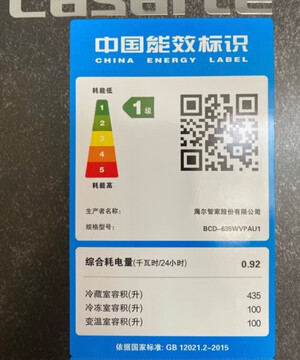 Casarte
中国能效标识
CHINA ENERGY LABEL
耗能低
1
2
3
4
5
1级
耗能高
生产者名称: 海尔智家股份有限公司
规格型号: BCD-635WVPAU1
综合耗电量(千瓦时/24小时) 0.92
冷藏室容积(升) 435
冷冻室容积(升) 100
变温室容积(升) 100
依据国家标准: GB 12021.2-2015